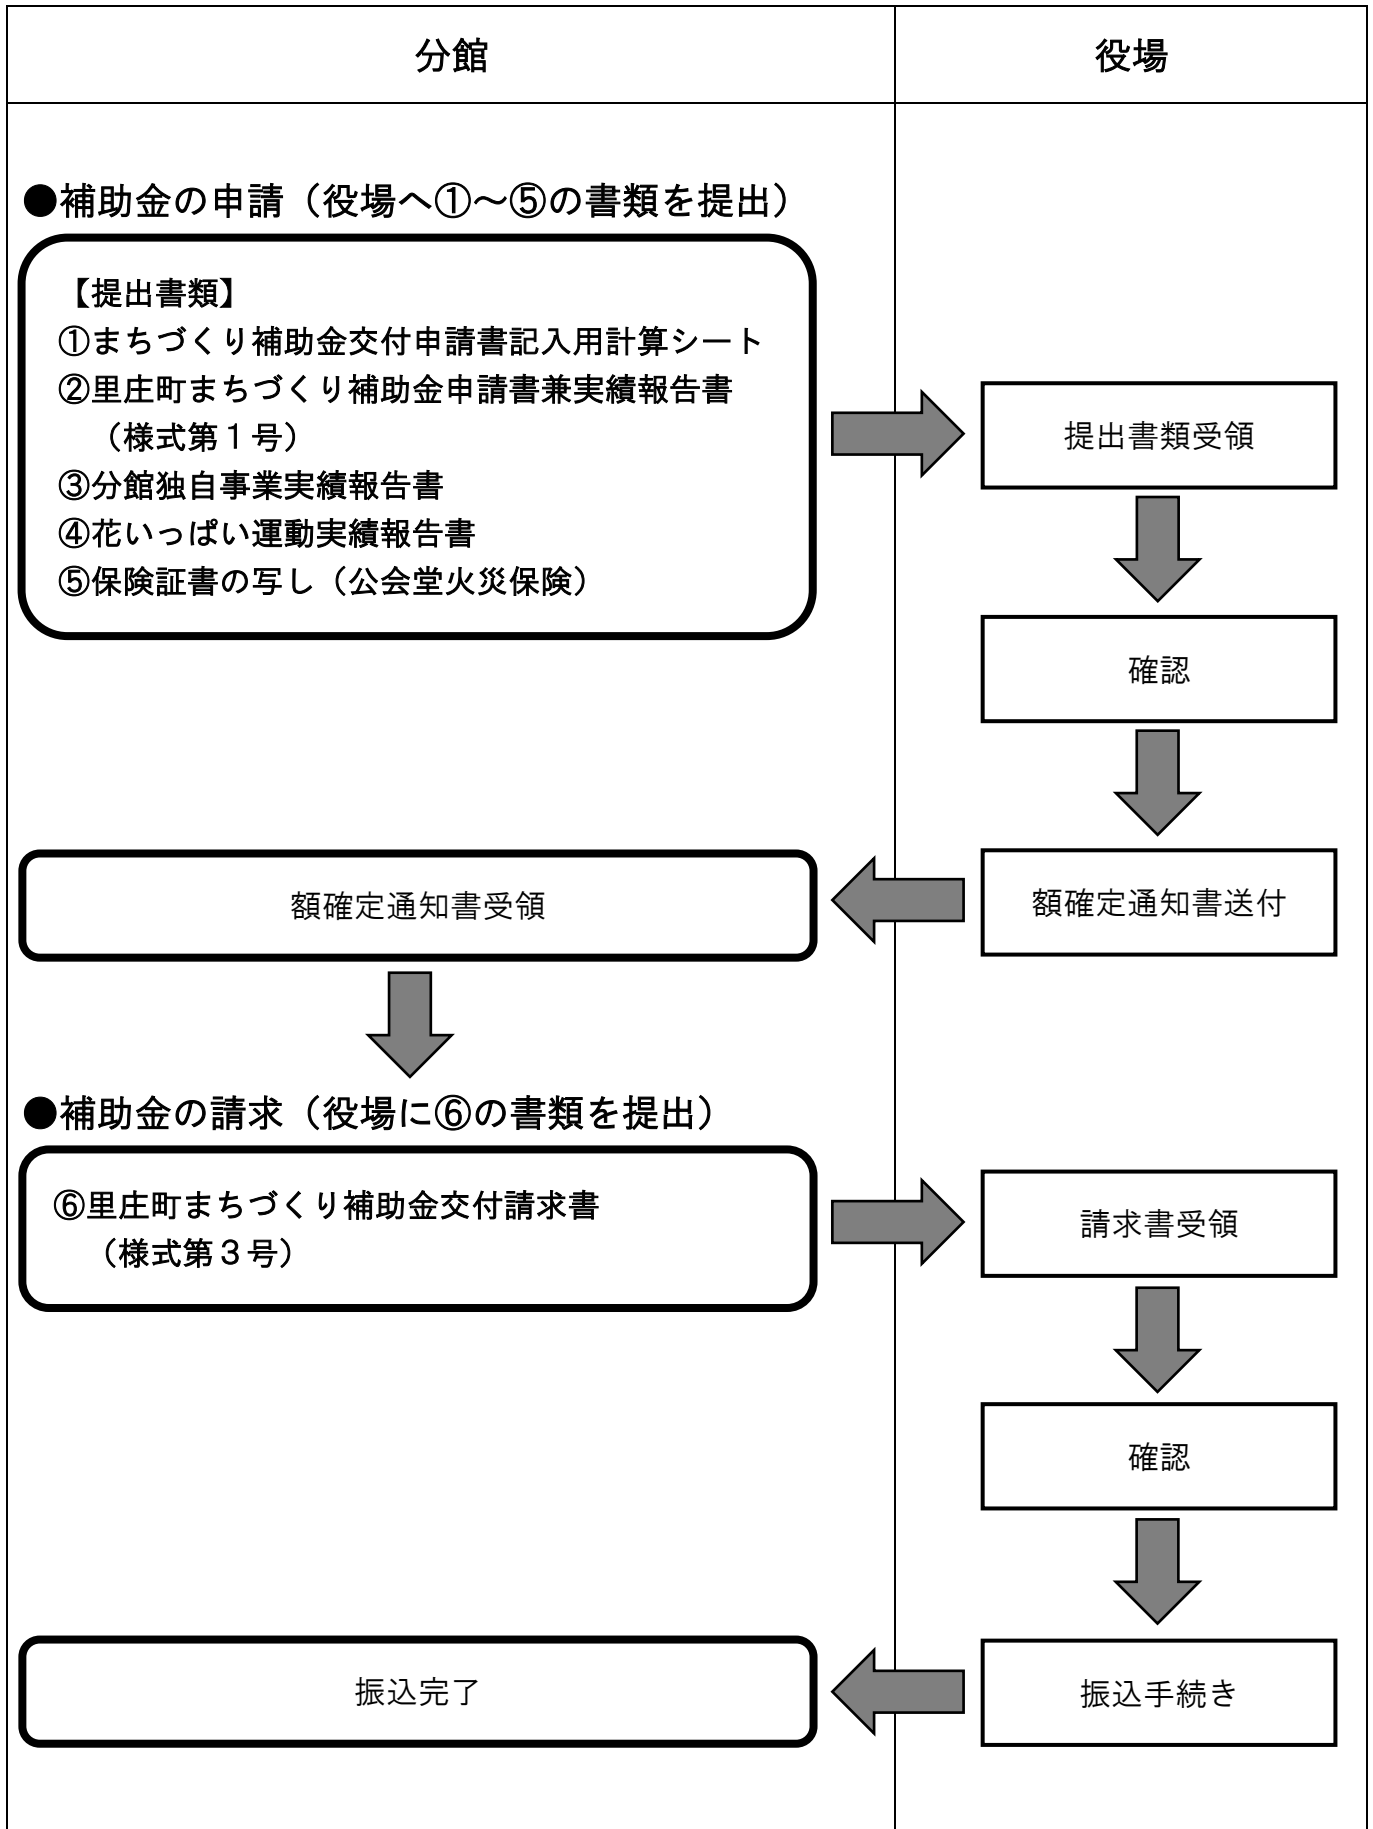 分館
役場
●補助金の申請（役場へ①～⑤の書類を提出）
【提出書類】
①まちづくり補助金交付申請書記入用計算シート
②里庄町まちづくり補助金申請書兼実績報告書
（様式第１号）
③分館独自事業実績報告書
④花いっぱい運動実績報告書
⑤保険証書の写し（公会堂火災保険）
提出書類受領
確認
額確定通知書送付
額確定通知書受領
●補助金の請求（役場に⑥の書類を提出）
⑥里庄町まちづくり補助金交付請求書
（様式第３号）
請求書受領
確認
振込手続き
振込完了